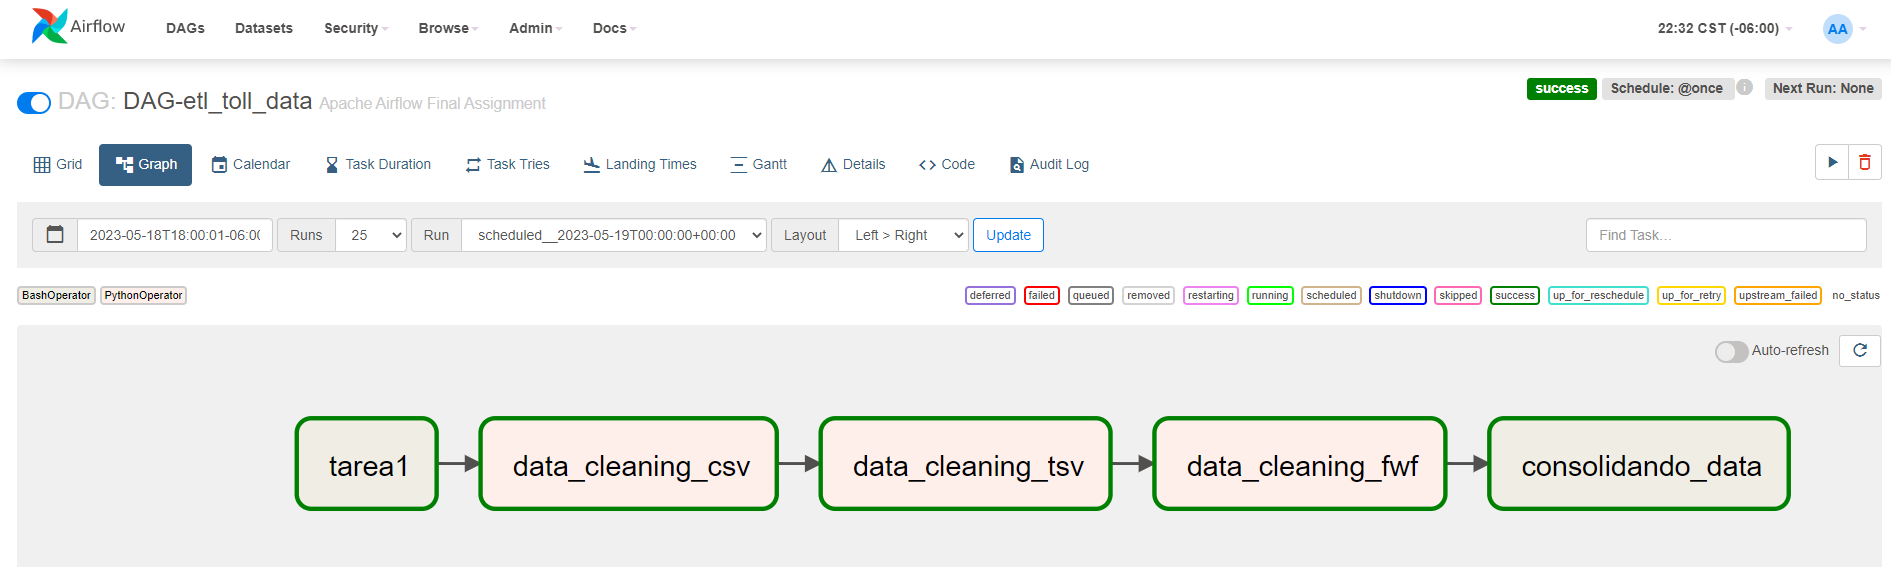 Airflow DAGs Datasets Security Browse Admin Docs 22:32 CST (-06:00) AA
DAG: DAG-etl_toll_data Apache Airflow Final Assignment success Schedule: @once i Next Run: None
Grid Graph Calendar Task Duration Task Tries Landing Times Gantt Details Code Audit Log
2023-05-18T18:00:01-06:00 Runs 25 Run scheduled__2023-05-19T00:00:00+00:00 Layout Left > Right Update Find Task...
BashOperator PythonOperator deferred failed queued removed restarting running scheduled shutdown skipped success up_for_reschedule up_for_retry upstream_failed no_status
Auto-refresh
tarea1 data_cleaning_csv data_cleaning_tsv data_cleaning_fwf consolidando_data